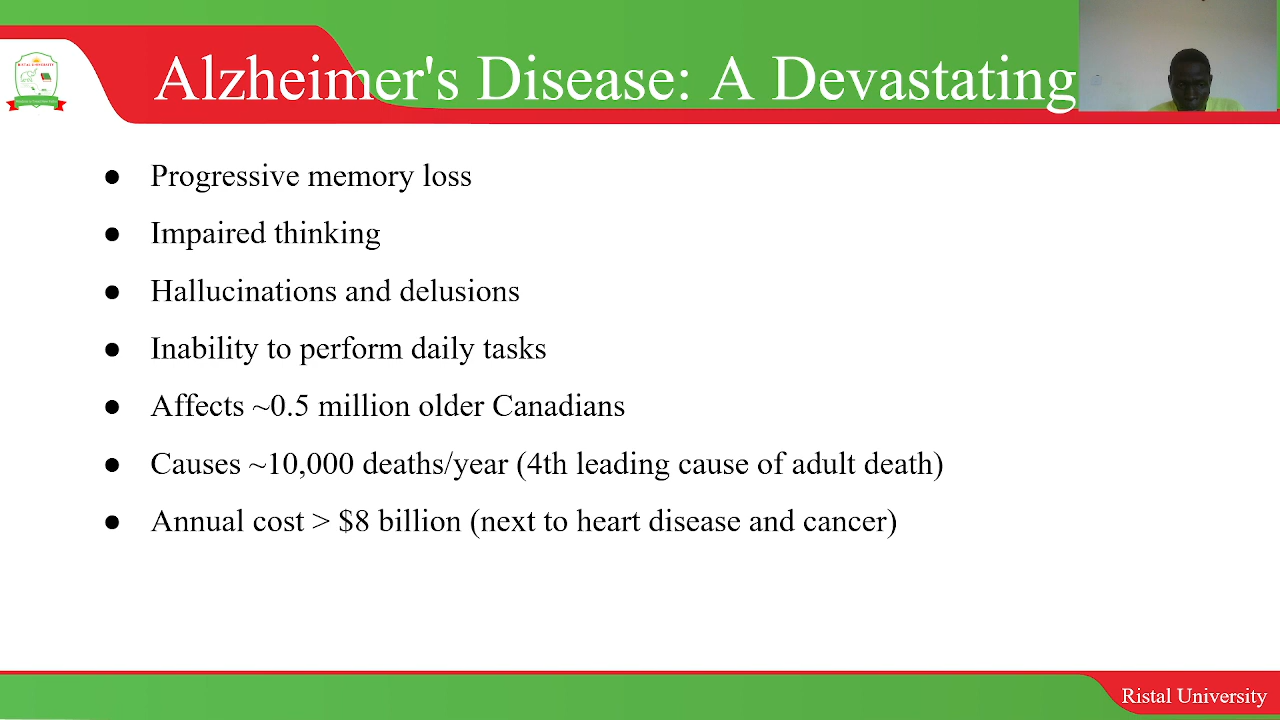 RISTAL UNIVERSITY
Alzheimer's Disease: A Devastating
● Progressive memory loss
● Impaired thinking
● Hallucinations and delusions
● Inability to perform daily tasks
● Affects ~0.5 million older Canadians
● Causes ~10,000 deaths/year (4th leading cause of adult death)
● Annual cost > $8 billion (next to heart disease and cancer)
Ristal University